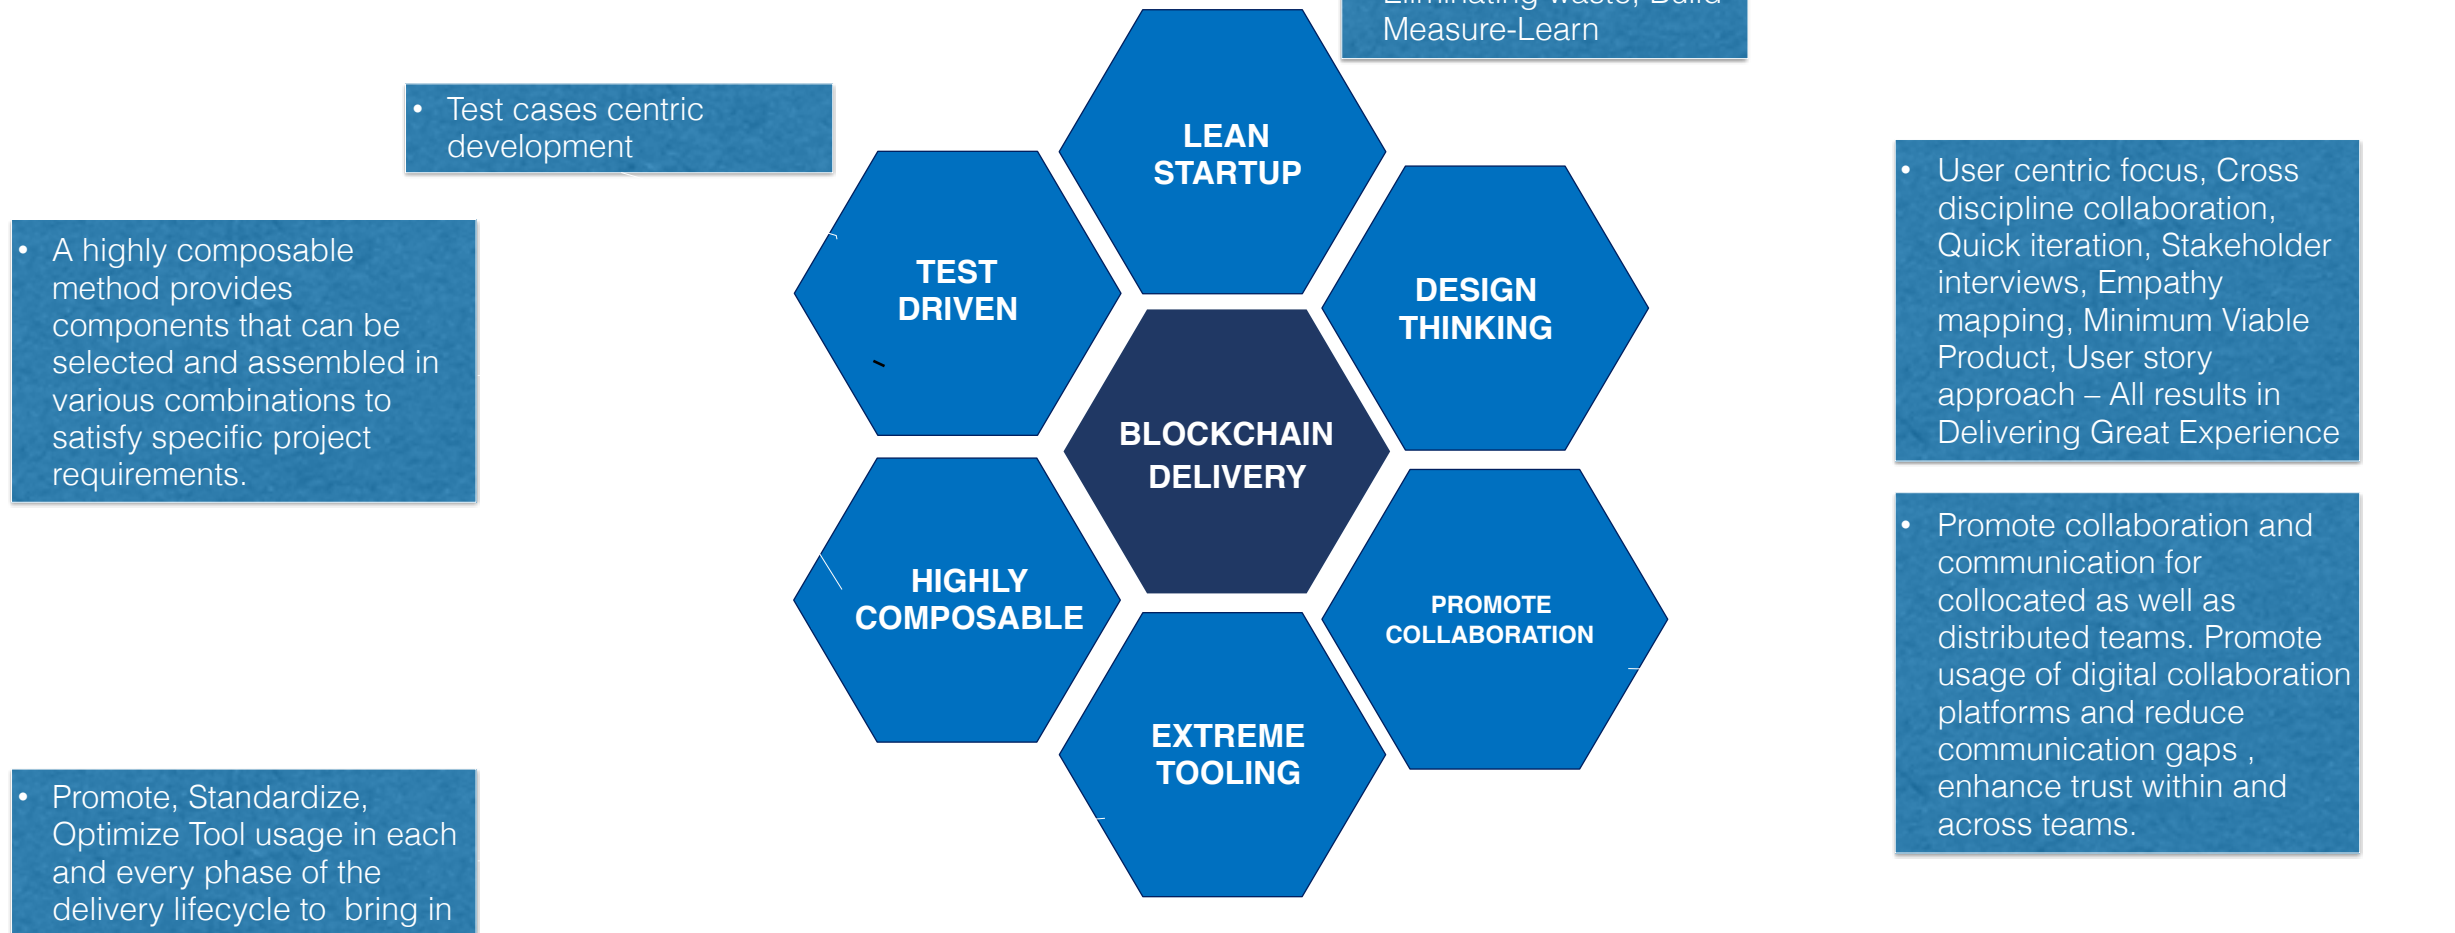 Eliminating waste, Build
Measure-Learn
• Test cases centric
development
LEAN
STARTUP
• User centric focus, Cross
discipline collaboration,
Quick iteration, Stakeholder
interviews, Empathy
mapping, Minimum Viable
Product, User story
approach – All results in
Delivering Great Experience
• A highly composable
method provides
components that can be
selected and assembled in
various combinations to
satisfy specific project
requirements.
TEST
DRIVEN
DESIGN
THINKING
BLOCKCHAIN
DELIVERY
HIGHLY
COMPOSABLE
PROMOTE
COLLABORATION
• Promote collaboration and
communication for
collocated as well as
distributed teams. Promote
usage of digital collaboration
platforms and reduce
communication gaps ,
enhance trust within and
across teams.
EXTREME
TOOLING
• Promote, Standardize,
Optimize Tool usage in each
and every phase of the
delivery lifecycle to  bring in